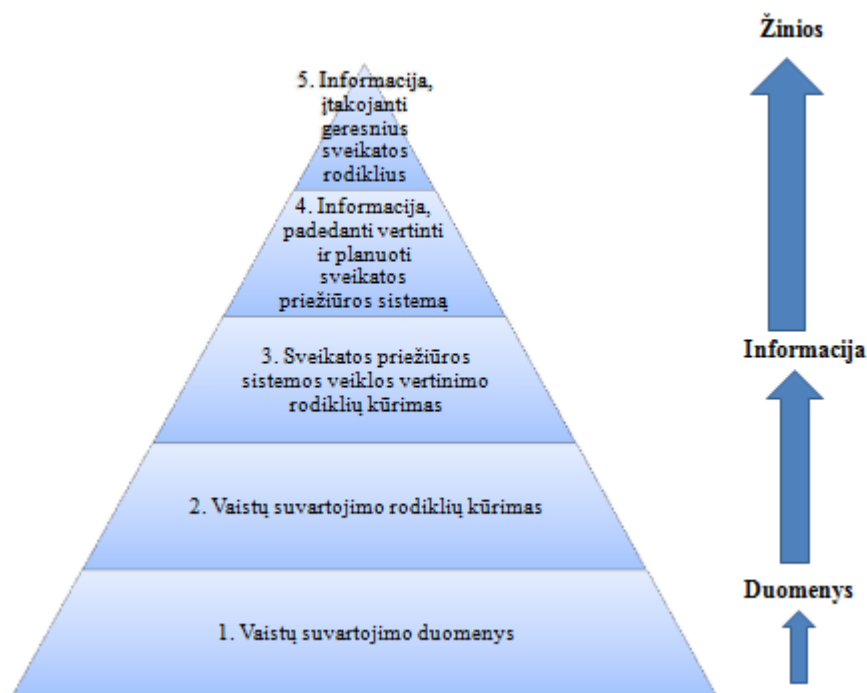 Žinios
5. Informacija,
įtakojanti
geresnius
sveikatos
rodiklius
4. Informacija,
padedanti vertinti
ir planuoti
sveikatos
priežiūros sistemą
Informacija
3. Sveikatos priežiūros
sistemos veiklos vertinimo
rodiklių kūrimas
2. Vaistų suvartojimo rodiklių kūrimas
Duomenys
1. Vaistų suvartojimo duomenys